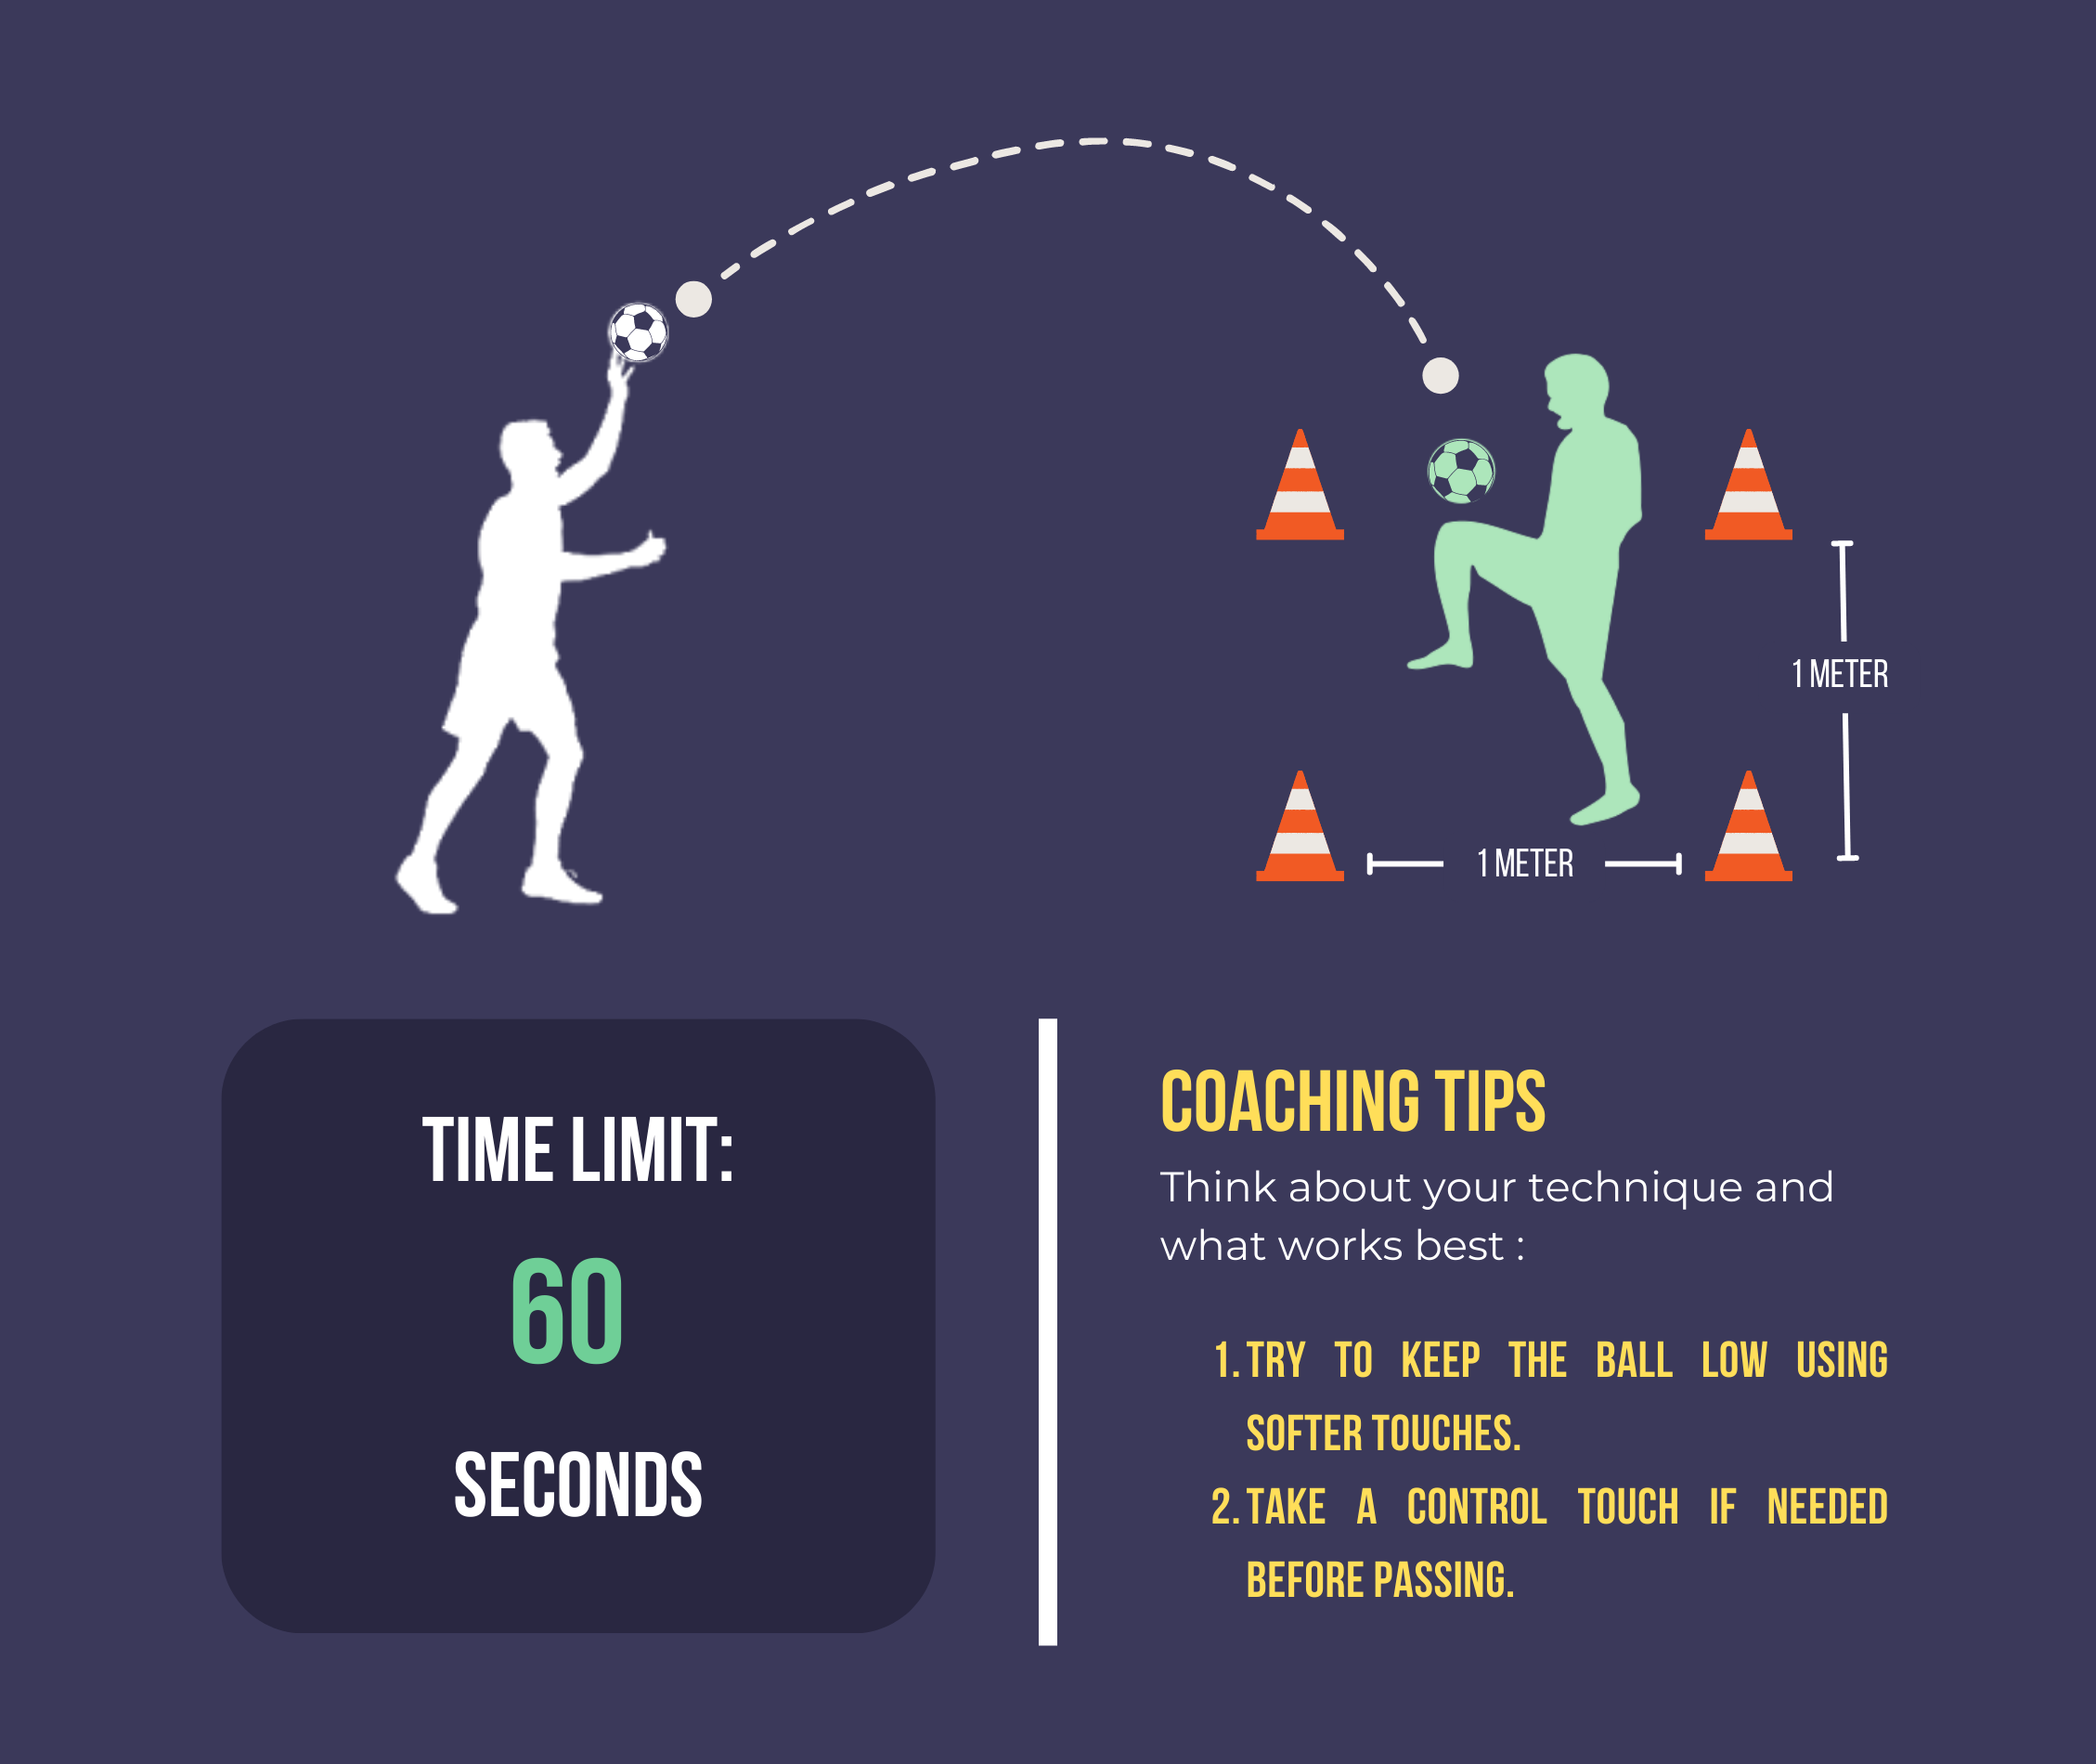 1 METER
1 METER
TIME LIMIT:
60
SECONDS
COACHING TIPS
Think about your technique and
what works best :
1. TRY TO KEEP THE BALL LOW USING
SOFTER TOUCHES.
2. TAKE A CONTROL TOUCH IF NEEDED
BEFORE PASSING.